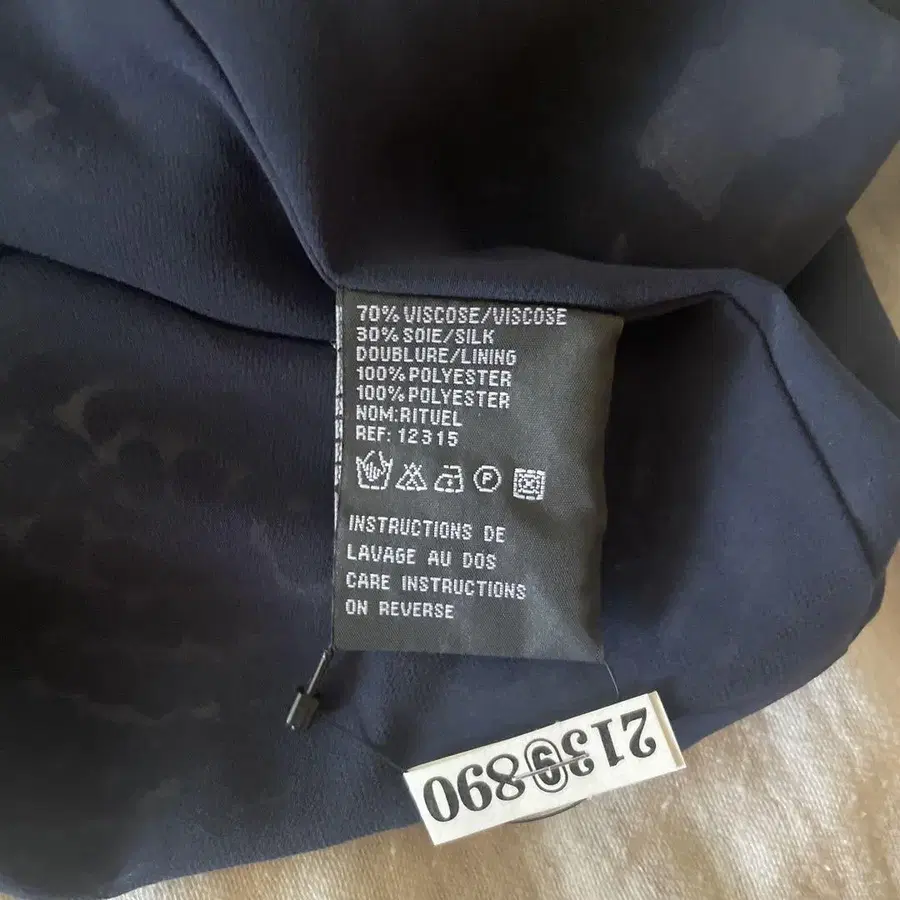 70% VISCOSE/VISCOSE
30% SOIE/SILK
DOUBLURE/LINING
100% POLYESTER
100% POLYESTER
NOM:RITUEL
REF: 12315
P
INSTRUCTIONS DE
LAVAGE AU DOS
CARE INSTRUCTIONS
ON REVERSE